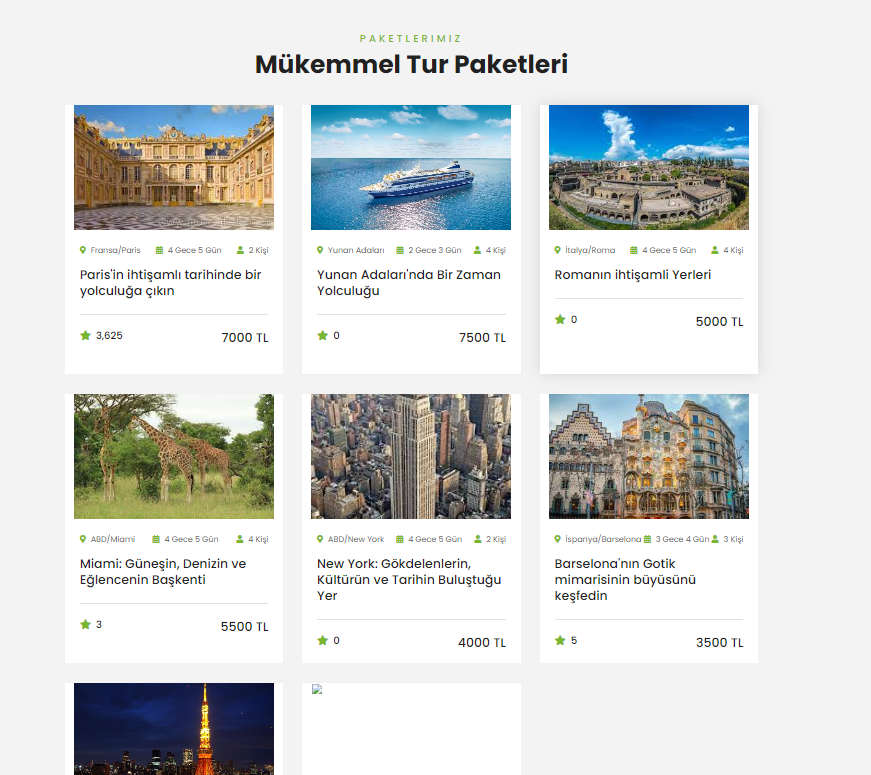 PAKETLERIMIZ
Mükemmel Tur Paketleri
Fransa/Paris 4 Gece 5 Gün 2 Kişi
Paris'in ihtişamlı tarihinde bir
yolculuğa çıkın
3,625 7000 TL
Yunan Adaları 2 Gece 3 Gün 4 Kişi
Yunan Adaları'nda Bir Zaman
Yolculuğu
0 7500 TL
İtalya/Roma 4 Gece 5 Gün 4 Kişi
Romanın ihtişamli Yerleri
0 5000 TL
ABD/Miami 4 Gece 5 Gün 4 Kişi
Miami: Güneşin, Denizin ve
Eğlencenin Başkenti
3 5500 TL
ABD/New York 4 Gece 5 Gün 2 Kişi
New York: Gökdelenlerin,
Kültürün ve Tarihin Buluştuğu
Yer
0 4000 TL
İspanya/Barselona 3 Gece 4 Gün 3 Kişi
Barselona'nın Gotik
mimarisinin büyüsünü
keşfedin
5 3500 TL